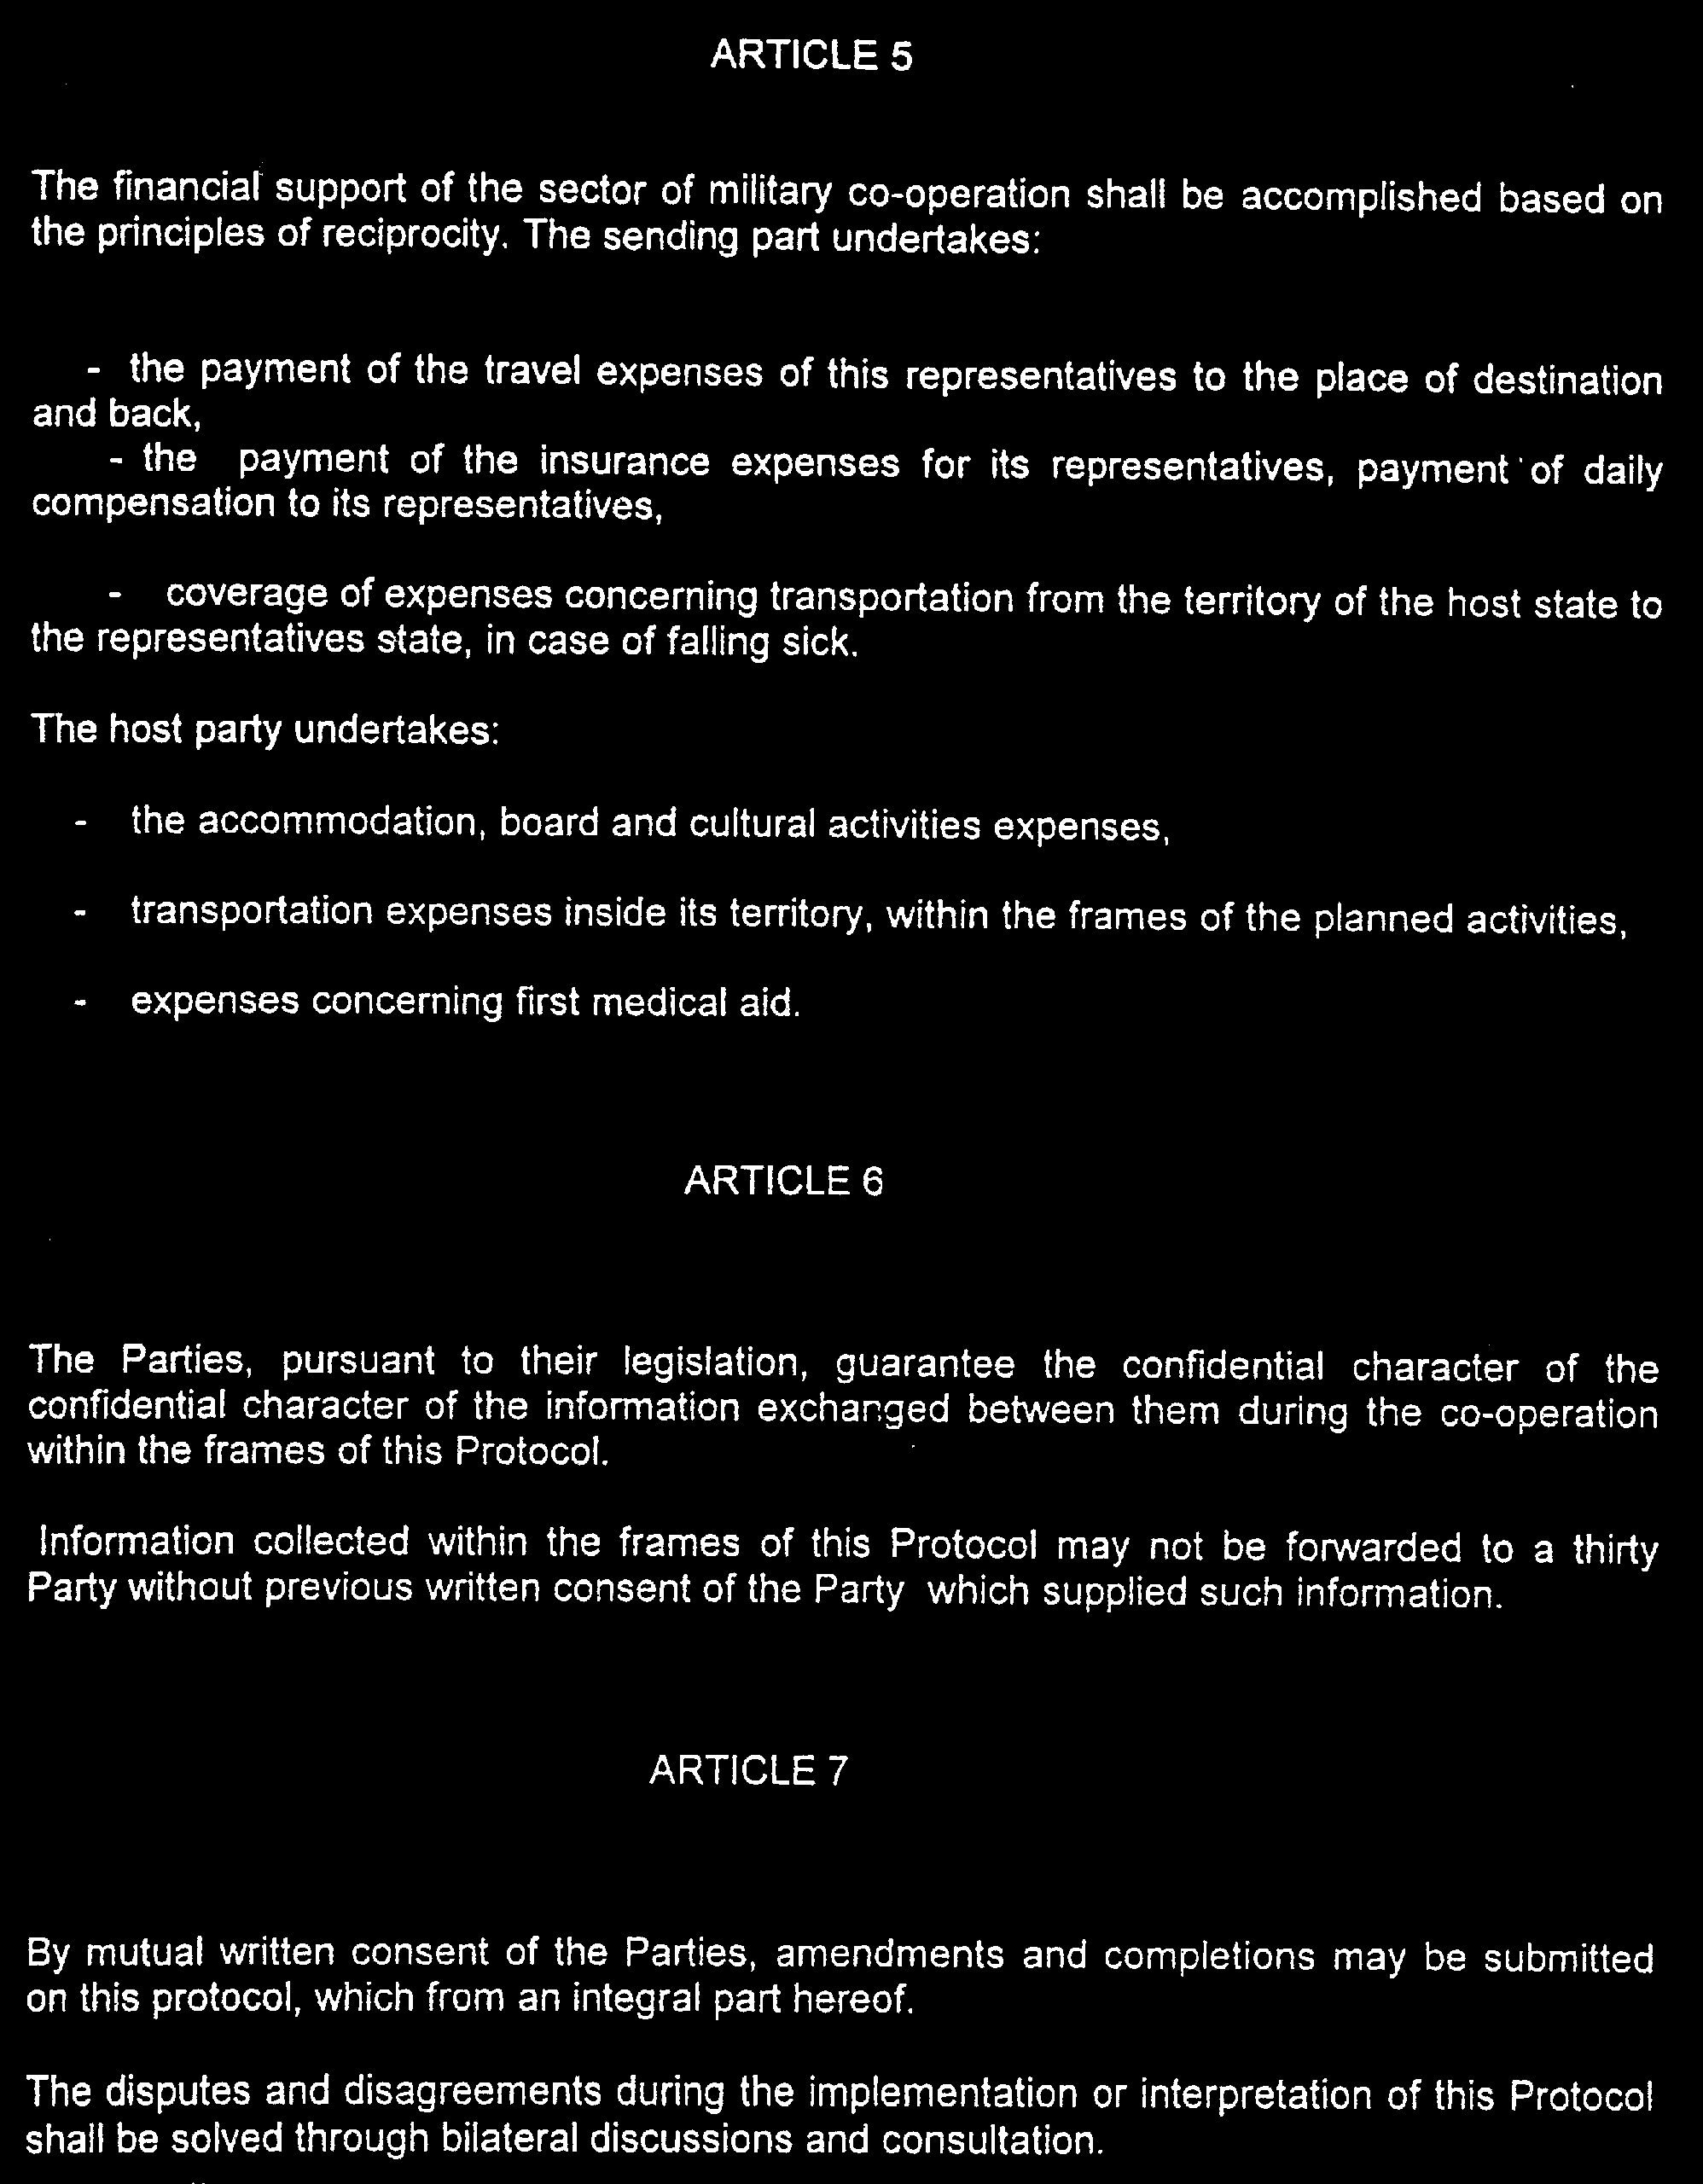 ARTICLE 5
The financial support of the sector of military co-operation shall be accomplished based on
the principles of reciprocity. The sending part undertakes:
- the payment of the travel expenses of this representatives to the place of destination
and back,
- the payment of the insurance expenses for its representatives, payment of daily
compensation to its representatives,
- coverage of expenses concerning transportation from the territory of the host state to
the representatives state, in case of falling sick.
The host party undertakes:
- the accommodation, board and cultural activities expenses,
- transportation expenses inside its territory, within the frames of the planned activities,
- expenses concerning first medical aid.
ARTICLE 6
The Parties, pursuant to their legislation, guarantee the confidential character of the
confidential character of the information exchanged between them during the co-operation
within the frames of this Protocol.
Information collected within the frames of this Protocol may not be forwarded to a thirty
Party without previous written consent of the Party which supplied such information.
ARTICLE 7
By mutual written consent of the Parties, amendments and completions may be submitted
on this protocol, which from an integral part hereof.
The disputes and disagreements during the implementation or interpretation of this Protocol
shall be solved through bilateral discussions and consultation.